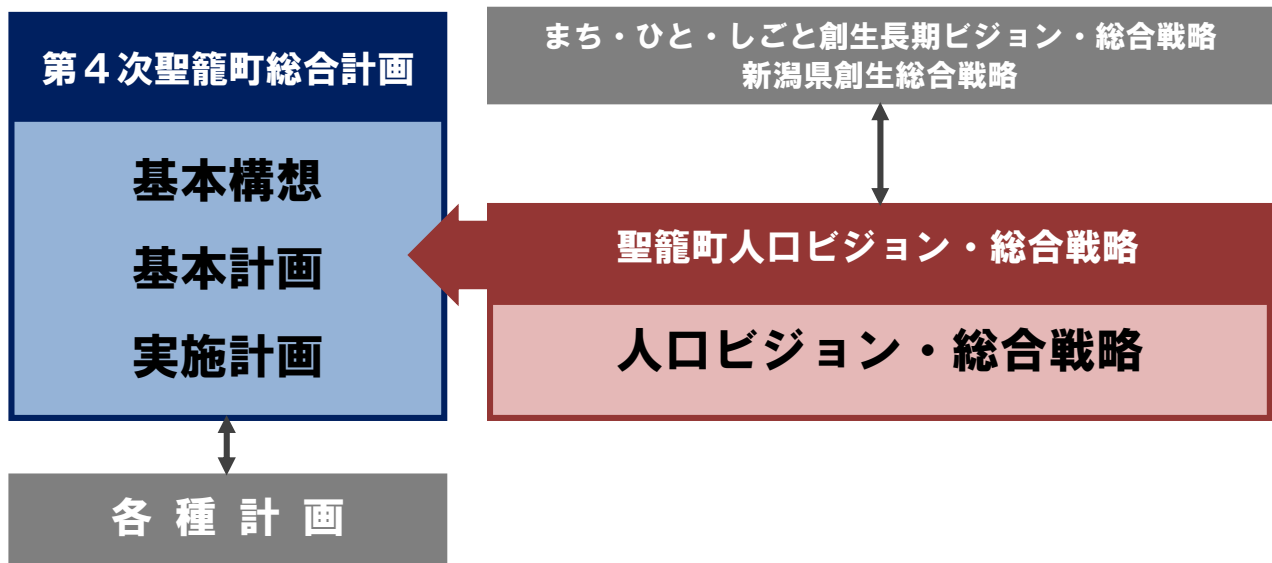 第４次聖籠町総合計画
基本構想
基本計画
実施計画
各種計画
まち・ひと・しごと創生長期ビジョン・総合戦略
新潟県創生総合戦略
聖籠町人口ビジョン・総合戦略
人口ビジョン・総合戦略